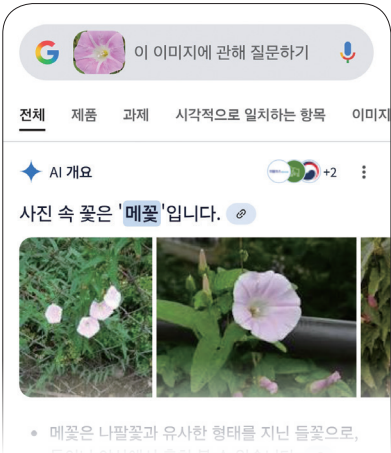 이 이미지에 관해 질문하기
전체 제품 과제 시각적으로 일치하는 항목 이미지
AI 개요
+2
사진 속 꽃은 '메꽃'입니다.
• 메꽃은 나팔꽃과 유사한 형태를 지닌 들꽃으로,